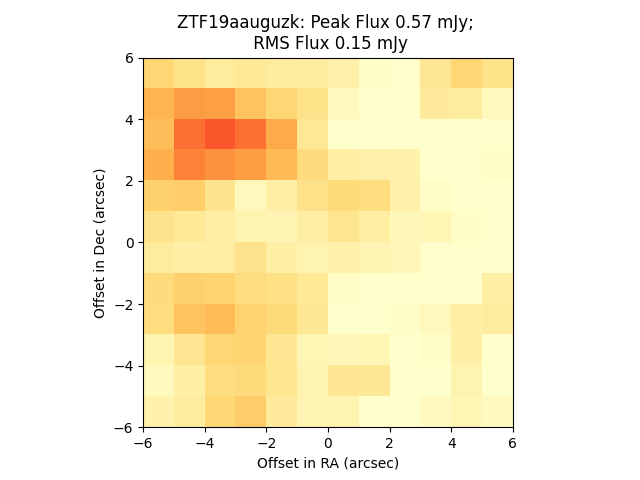 ZTF19aauguzk: Peak Flux 0.57 mJy;
RMS Flux 0.15 mJy
6
4
2
0
−2
−4
−6
Offset in Dec (arcsec)
−6 −4 −2 0 2 4 6
Offset in RA (arcsec)